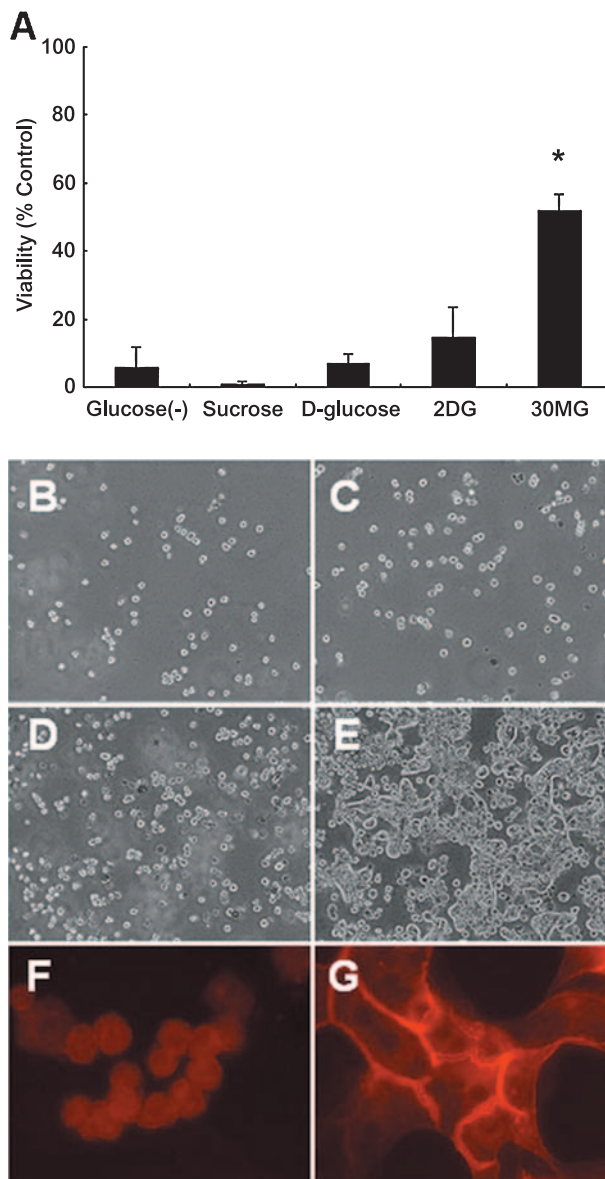 A
100
80
60
40
20
0
Viability (% Control)
*
Glucose(-) Sucrose D-glucose 2DG 30MG
B
C
D
E
F
G